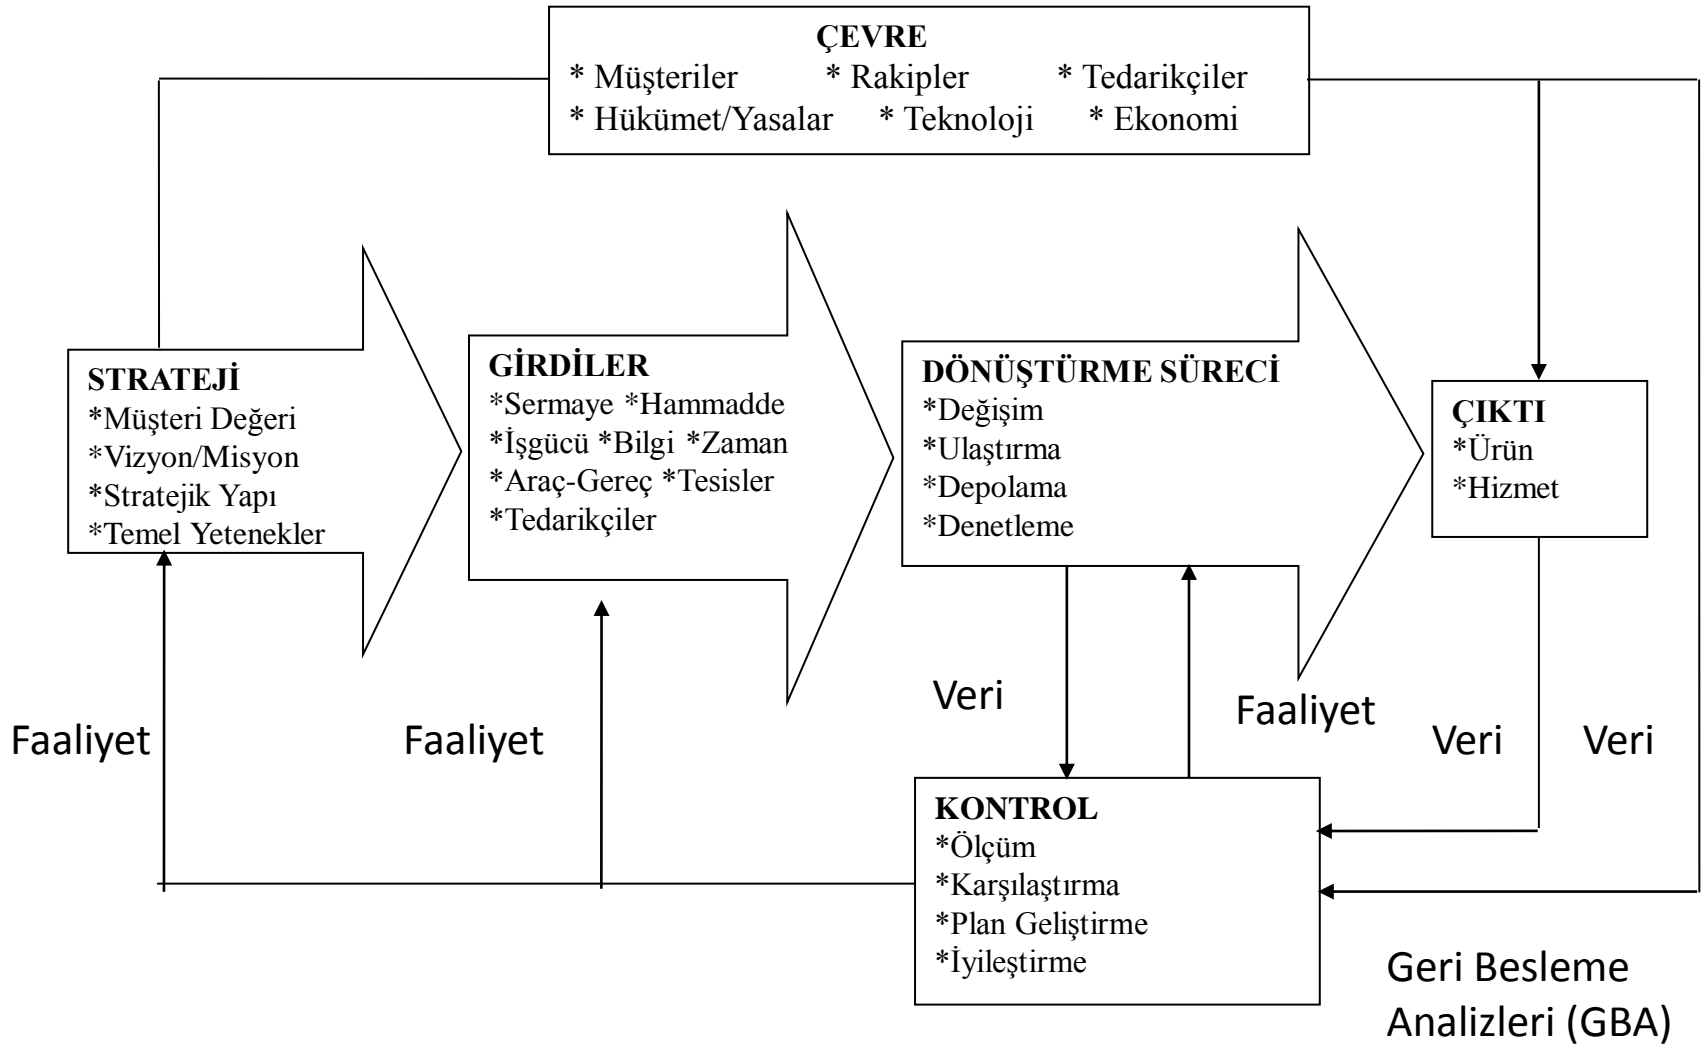 ÇEVRE
* Müşteriler * Rakipler * Tedarikçiler
* Hükümet/Yasalar * Teknoloji * Ekonomi
STRATEJİ
*Müşteri Değeri
*Vizyon/Misyon
*Stratejik Yapı
*Temel Yetenekler
GİRDİLER
*Sermaye *Hammadde
*İşgücü *Bilgi *Zaman
*Araç-Gereç *Tesisler
*Tedarikçiler
DÖNÜŞTÜRME SÜRECİ
*Değişim
*Ulaştırma
*Depolama
*Denetleme
ÇIKTI
*Ürün
*Hizmet
Faaliyet
Faaliyet
Veri
Faaliyet
Veri
Veri
KONTROL
*Ölçüm
*Karşılaştırma
*Plan Geliştirme
*İyileştirme
Geri Besleme
Analizleri (GBA)